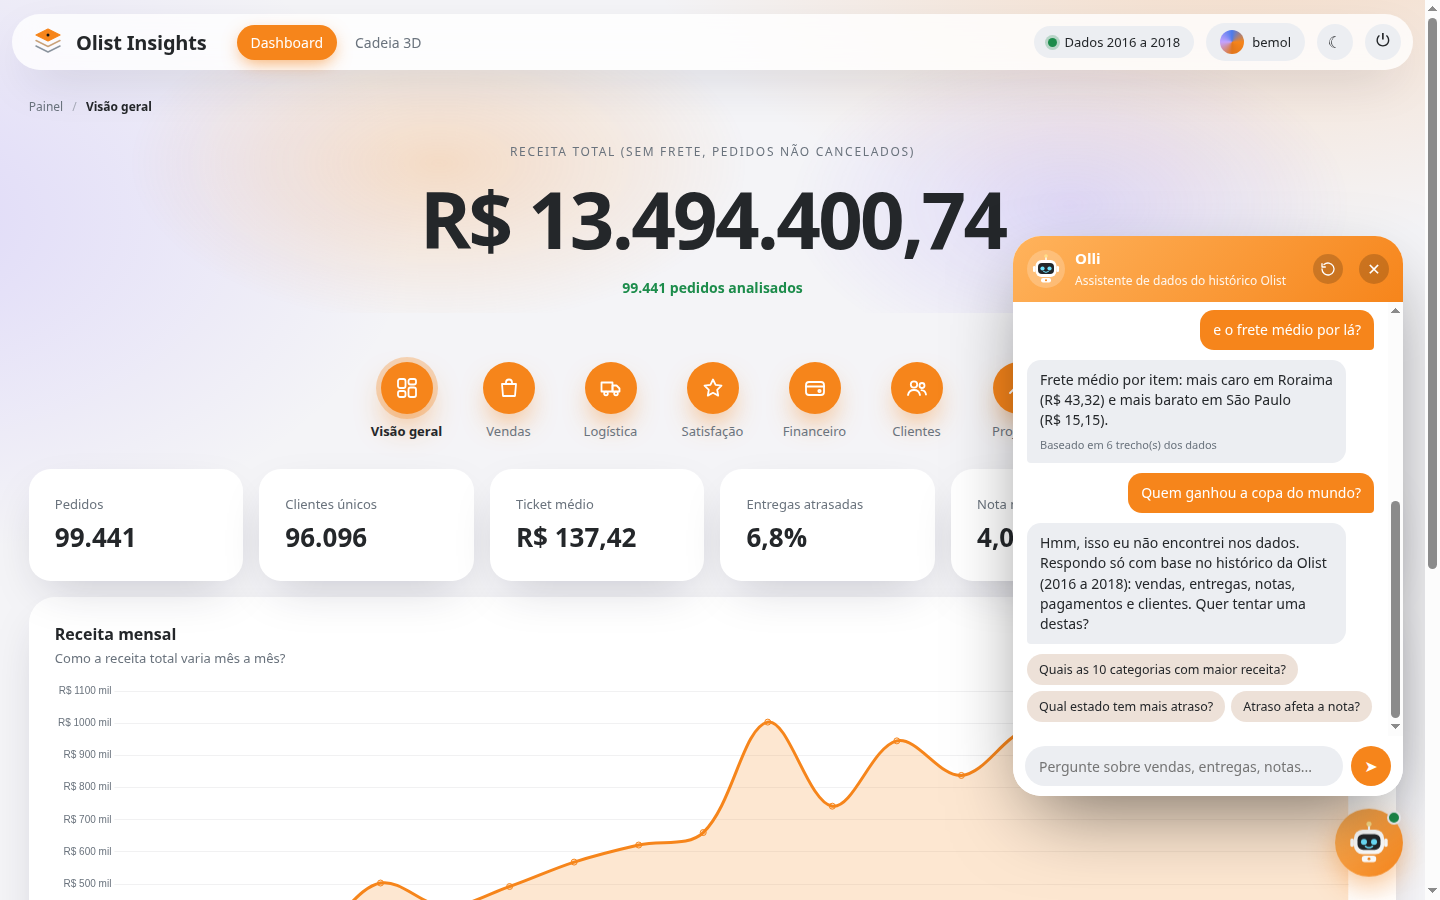 Olist Insights
Dashboard
Cadeia 3D
Dados 2016 a 2018
bemol
Painel / Visão geral
RECEITA TOTAL (SEM FRETE, PEDIDOS NÃO CANCELADOS)
R$ 13.494.400,74
99.441 pedidos analisados
Visão geral
Vendas
Logística
Satisfação
Financeiro
Clientes
Pedidos
99.441
Clientes únicos
96.096
Ticket médio
R$ 137,42
Entregas atrasadas
6,8%
Nota
4,0
Receita mensal
Como a receita total varia mês a mês?
R$ 1100 mil
R$ 1000 mil
R$ 900 mil
R$ 800 mil
R$ 700 mil
R$ 600 mil
R$ 500 mil
Olli
Assistente de dados do histórico Olist
e o frete médio por lá?
Frete médio por item: mais caro em Roraima
(R$ 43,32) e mais barato em São Paulo
(R$ 15,15).
Baseado em 6 trecho(s) dos dados
Quem ganhou a copa do mundo?
Hmm, isso eu não encontrei nos dados.
Respondo só com base no histórico da Olist
(2016 a 2018): vendas, entregas, notas,
pagamentos e clientes. Quer tentar uma
destas?
Quais as 10 categorias com maior receita?
Qual estado tem mais atraso?
Atraso afeta a nota?
Pergunte sobre vendas, entregas, notas...